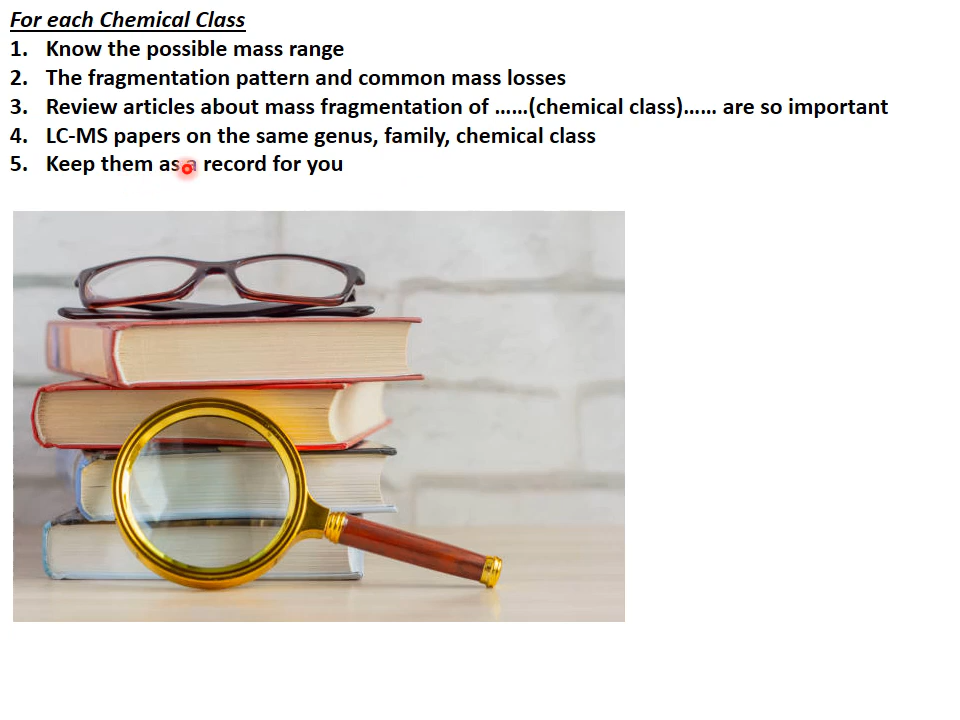 For each Chemical Class
1. Know the possible mass range
2. The fragmentation pattern and common mass losses
3. Review articles about mass fragmentation of ......(chemical class)...... are so important
4. LC-MS papers on the same genus, family, chemical class
5. Keep them as a record for you